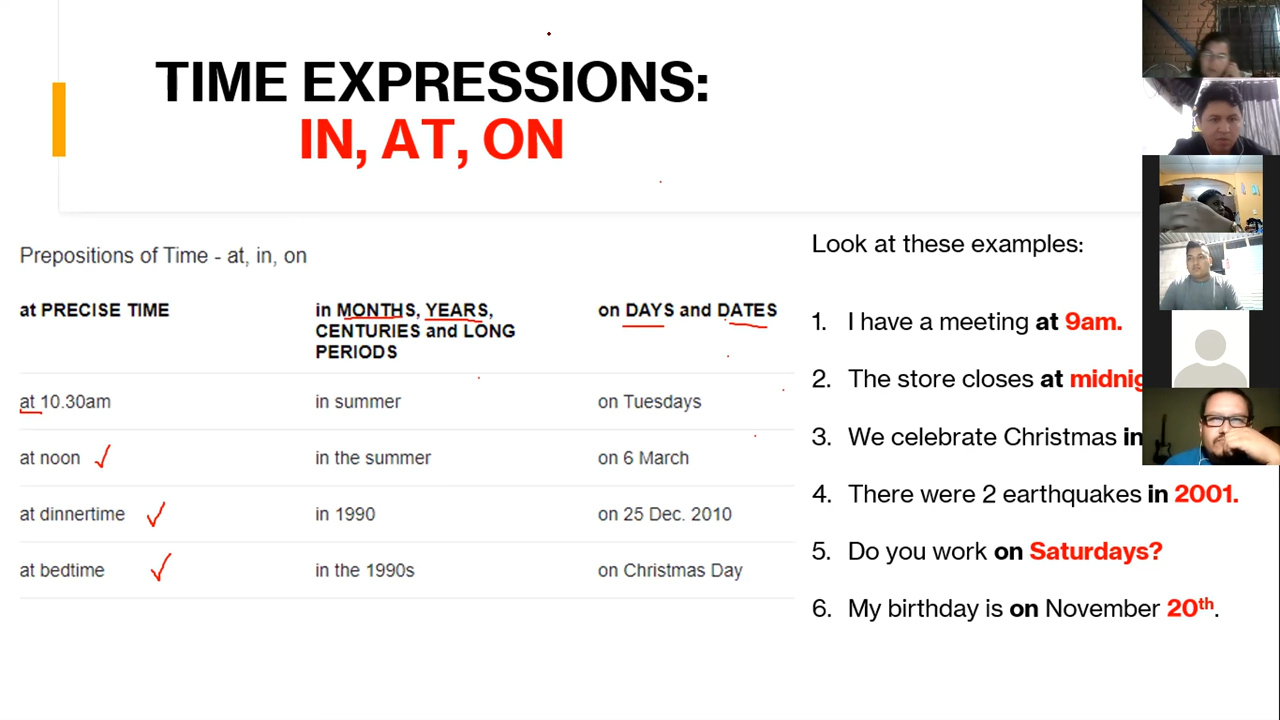 TIME EXPRESSIONS:
IN, AT, ON
Prepositions of Time - at, in, on
at PRECISE TIME
in MONTHS, YEARS,
CENTURIES and LONG
PERIODS
on DAYS and DATES
at 10.30am
in summer
on Tuesdays
at noon
in the summer
on 6 March
at dinnertime
in 1990
on 25 Dec. 2010
at bedtime
in the 1990s
on Christmas Day
Look at these examples:
1. I have a meeting at 9am.
2. The store closes at midnig
3. We celebrate Christmas in
4. There were 2 earthquakes in 2001.
5. Do you work on Saturdays?
6. My birthday is on November 20th.